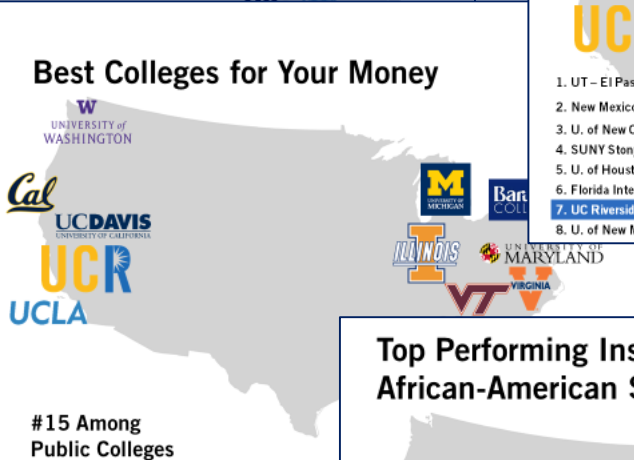 Best Colleges for Your Money
W
UNIVERSITY of
WASHINGTON
Cal
UCDAVIS
UNIVERSITY OF CALIFORNIA
UCR
UCLA
M
UNIVERSITY OF
MICHIGAN
ILLINOIS
UNIVERSITY OF
MARYLAND
VIRGINIA
VT
#15 Among
Public Colleges
UC
1. UT – El Pas
2. New Mexico
3. U. of New O
4. SUNY Stony
5. U. of Houst
6. Florida Inte
7. UC Riversid
8. U. of New M
Top Performing Ins
African-American S